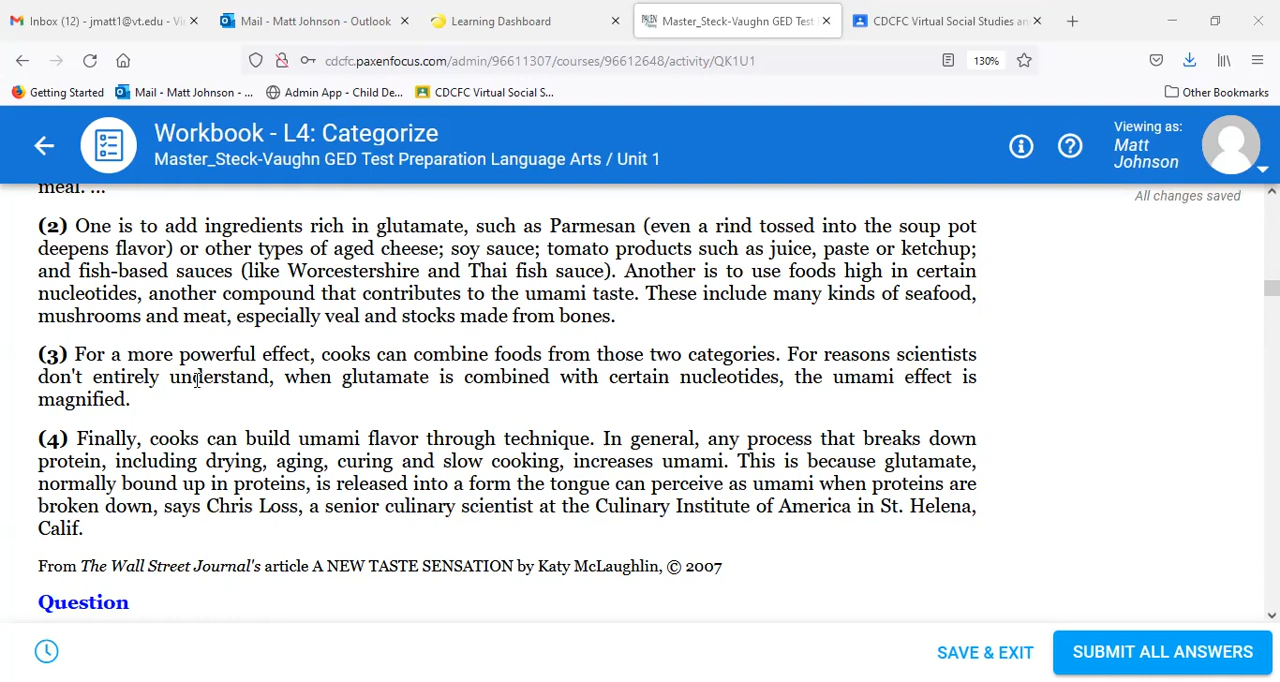 Inbox (12) - jmatt1@vt.edu - Vi
Mail - Matt Johnson - Outlook
Learning Dashboard
Master_Steck-Vaughn GED Test
CDCFC Virtual Social Studies an
cdcfc.paxenfocus.com/admin/96611307/courses/96612648/activity/QK1U1
130%
Getting Started
Mail - Matt Johnson - ...
Admin App - Child De...
CDCFC Virtual Social S...
Other Bookmarks
Workbook - L4: Categorize
Master_Steck-Vaughn GED Test Preparation Language Arts / Unit 1
Viewing as:
Matt
Johnson
All changes saved
meal. ...
(2) One is to add ingredients rich in glutamate, such as Parmesan (even a rind tossed into the soup pot
deepens flavor) or other types of aged cheese; soy sauce; tomato products such as juice, paste or ketchup;
and fish-based sauces (like Worcestershire and Thai fish sauce). Another is to use foods high in certain
nucleotides, another compound that contributes to the umami taste. These include many kinds of seafood,
mushrooms and meat, especially veal and stocks made from bones.
(3) For a more powerful effect, cooks can combine foods from those two categories. For reasons scientists
don't entirely understand, when glutamate is combined with certain nucleotides, the umami effect is
magnified.
(4) Finally, cooks can build umami flavor through technique. In general, any process that breaks down
protein, including drying, aging, curing and slow cooking, increases umami. This is because glutamate,
normally bound up in proteins, is released into a form the tongue can perceive as umami when proteins are
broken down, says Chris Loss, a senior culinary scientist at the Culinary Institute of America in St. Helena,
Calif.
From The Wall Street Journal's article A NEW TASTE SENSATION by Katy McLaughlin, © 2007
Question
SAVE & EXIT
SUBMIT ALL ANSWERS